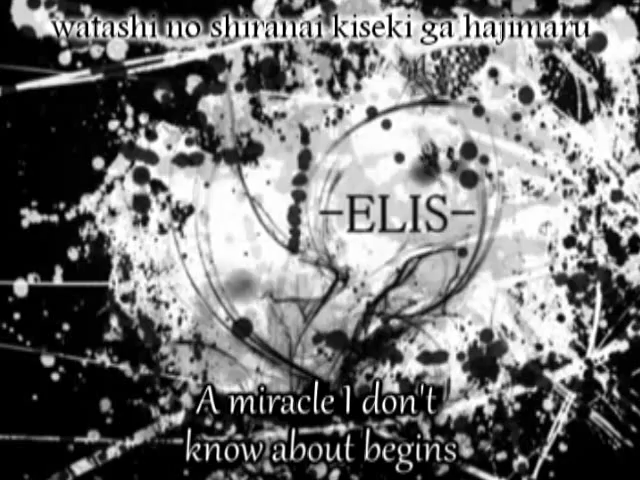 watashi no shiranai kiseki ga hajimaru
-ELIS-
A miracle I don't
know about begins